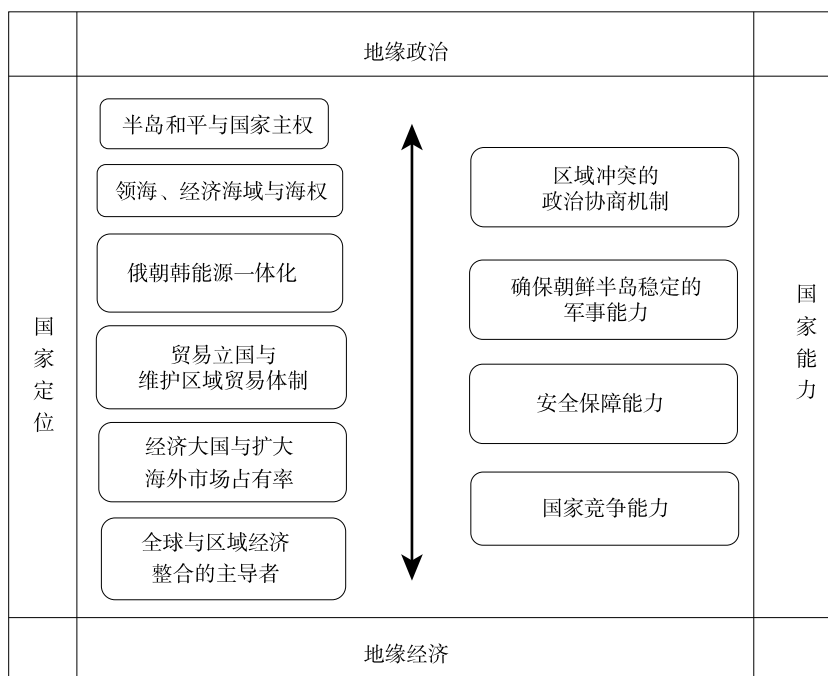 地缘政治
国家定位
半岛和平与国家主权
领海、经济海域与海权
俄朝韩能源一体化
贸易立国与
维护区域贸易体制
经济大国与扩大
海外市场占有率
全球与区域经济
整合的主导者
区域冲突的
政治协商机制
确保朝鲜半岛稳定的
军事能力
安全保障能力
国家竞争能力
国家能力
地缘经济